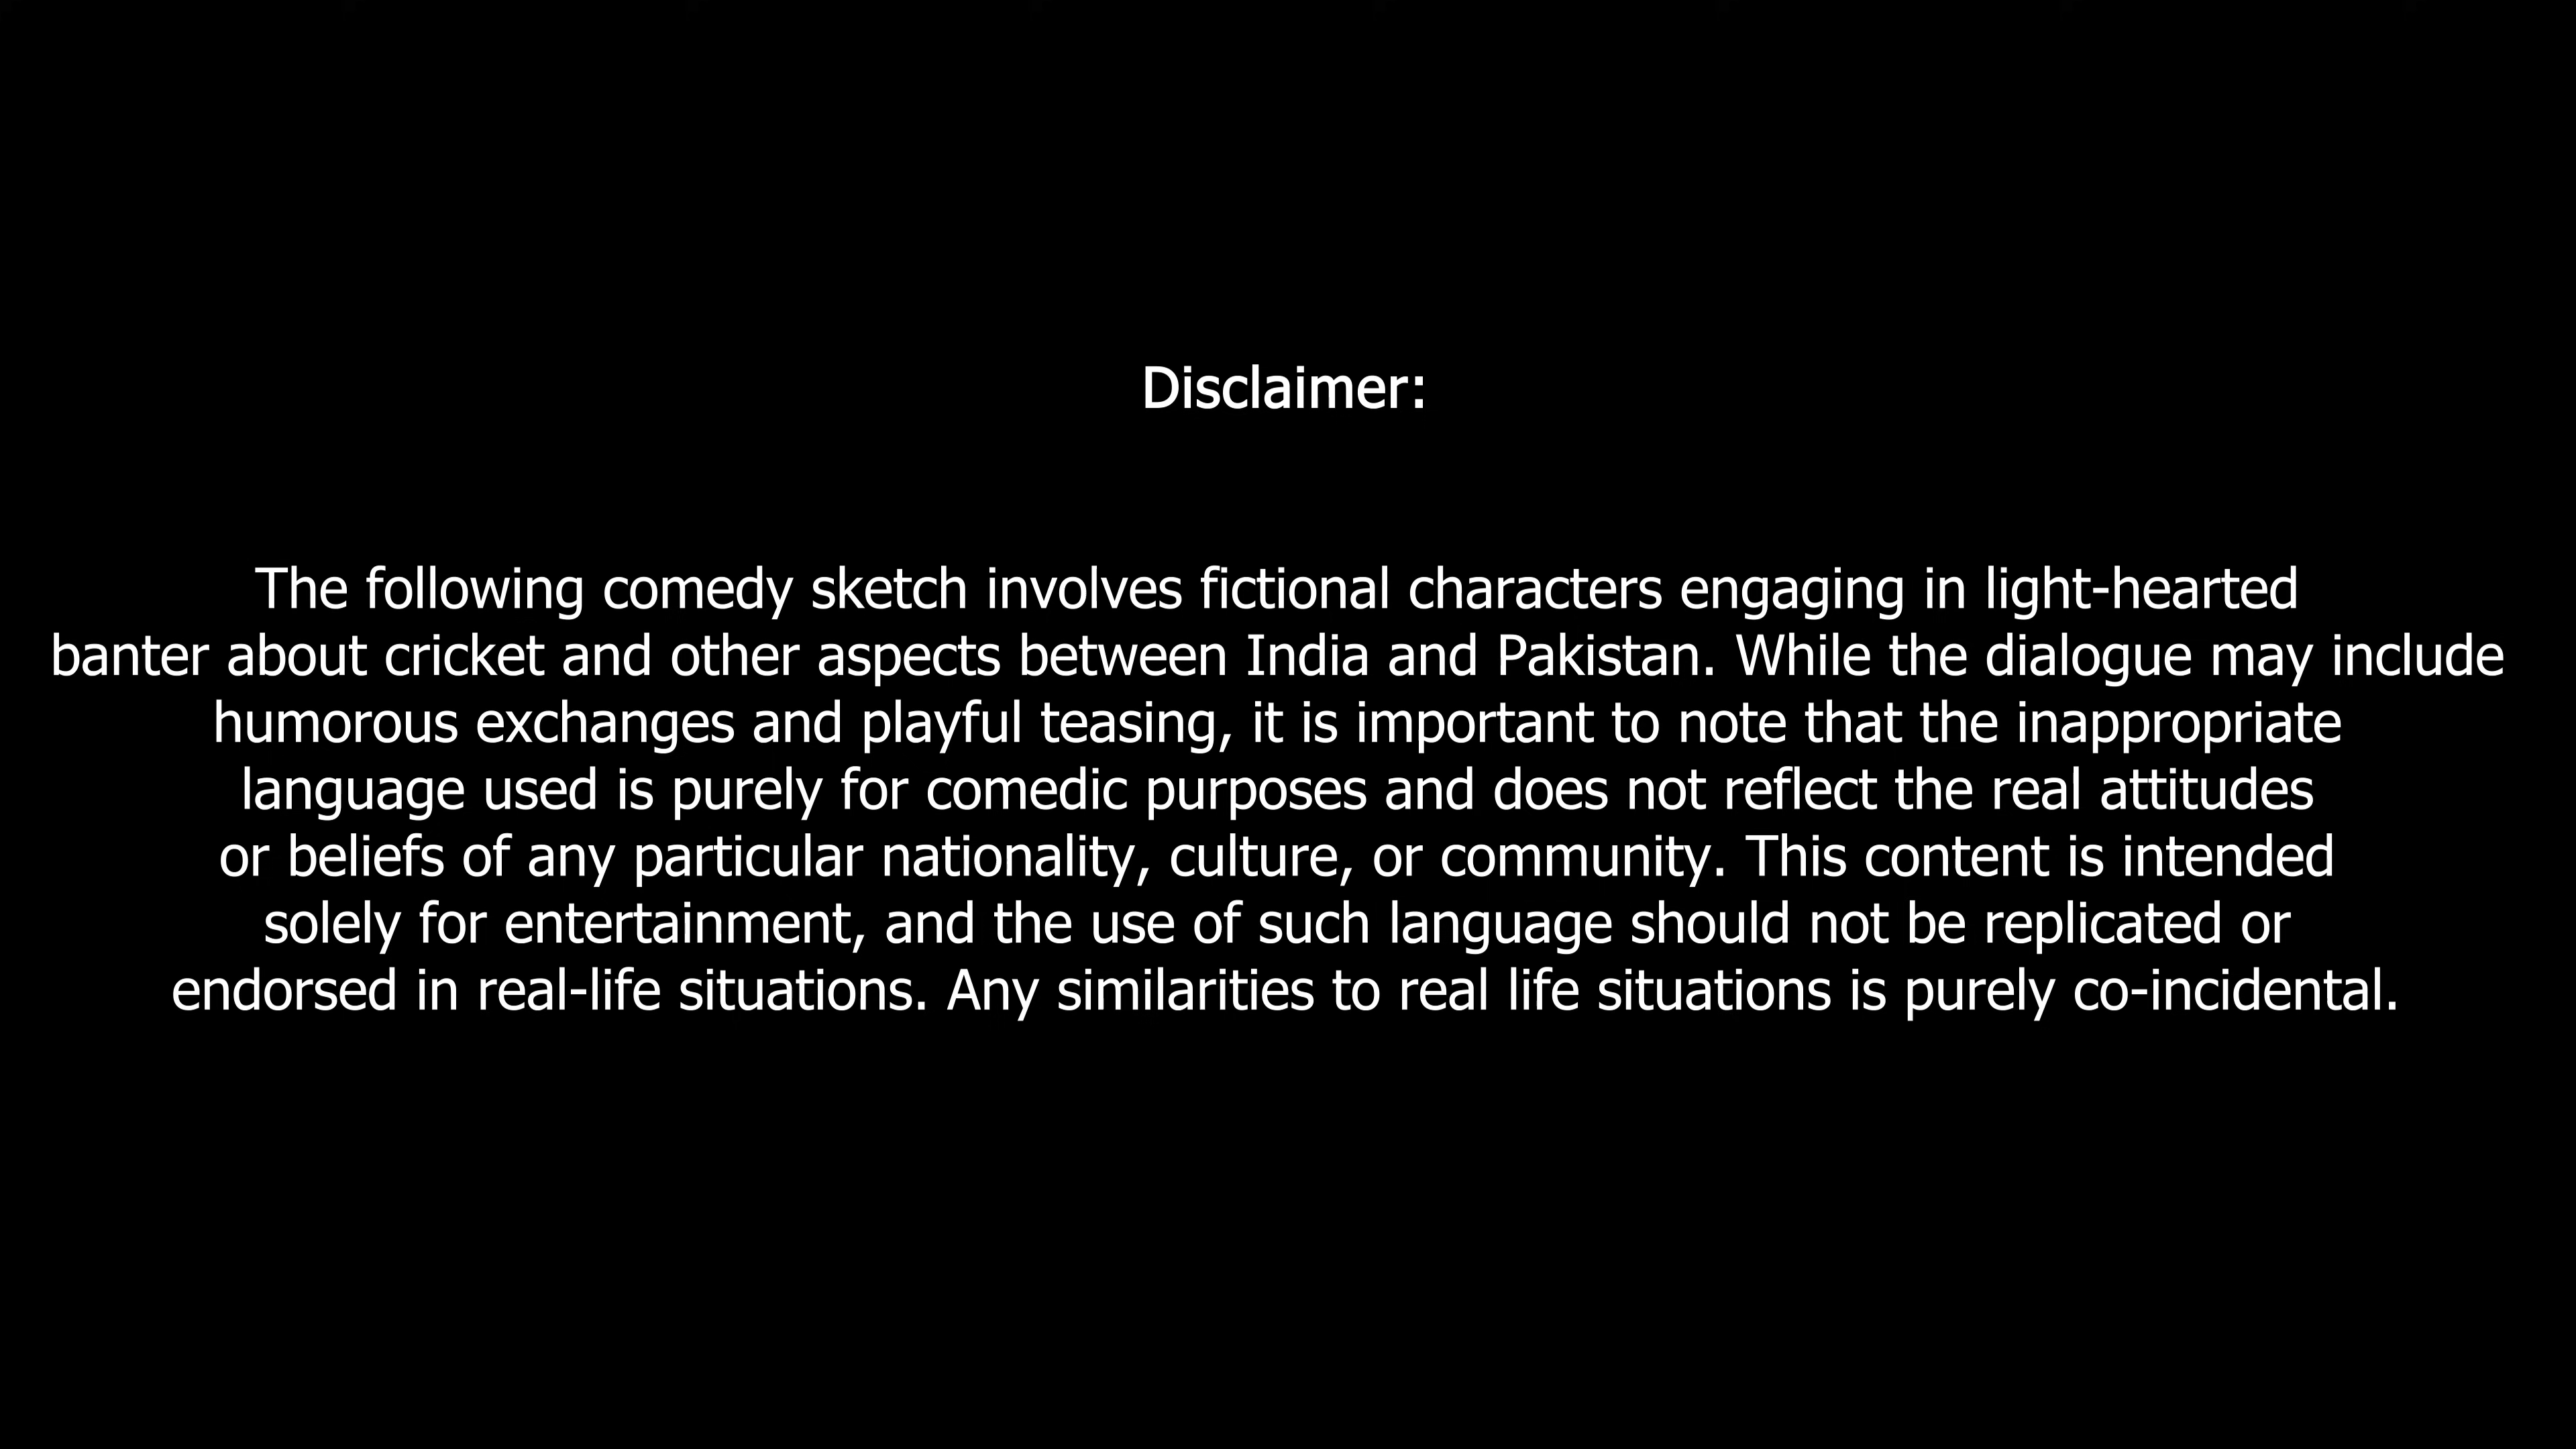 Disclaimer:
The following comedy sketch involves fictional characters engaging in light-hearted
banter about cricket and other aspects between India and Pakistan. While the dialogue may include
humorous exchanges and playful teasing, it is important to note that the inappropriate
language used is purely for comedic purposes and does not reflect the real attitudes
or beliefs of any particular nationality, culture, or community. This content is intended
solely for entertainment, and the use of such language should not be replicated or
endorsed in real-life situations. Any similarities to real life situations is purely co-incidental.